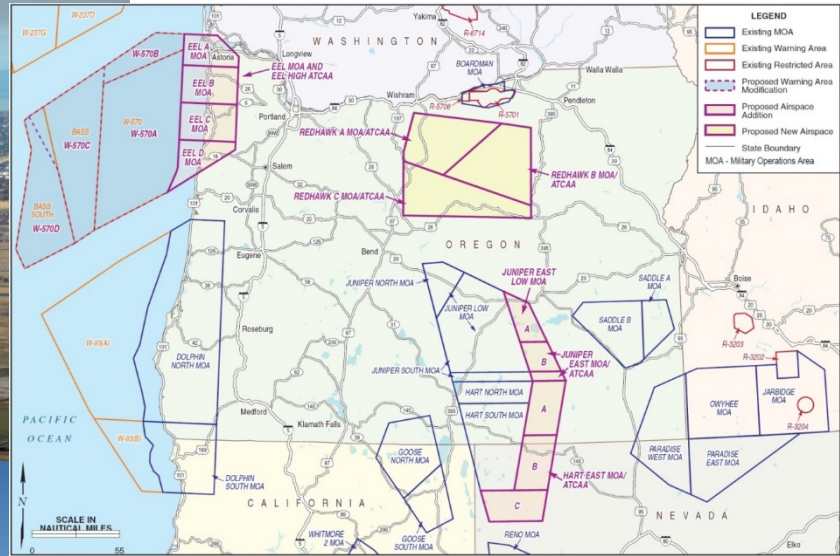 W-237G
W-237D
Yakima
R-6714
WASHINGTON
LEGEND
Existing MOA
Existing Warning Area
Existing Restricted Area
Proposed Warning Area
Modification
Proposed Airspace
Addition
Proposed New Airspace
State Boundary
MOA - Military Operations Area
W-570B
EEL A
MOA
Astoria
Longview
EEL MOA AND
EEL HIGH ATCAA
BOARDMAN
MOA
Walla Walla
Wishram
R-5706
R-5701
Pendleton
EEL B
MOA
Portland
BASS
W-570C
W-570
W-570A
EEL C
MOA
REDHAWK A MOA/ATCAA
EEL D
MOA
Salem
REDHAWK B MOA/
ATCAA
REDHAWK C MOA/ATCAA
BASS
SOUTH
W-570D
Corvalis
IDAHO
OREGON
Eugene
Bend
JUNIPER NORTH MOA
JUNIPER EAST
LOW MOA
SADDLE A
MOA
Boise
JUNIPER LOW
MOA
SADDLE B
MOA
W-93(A)
Roseburg
A
R-3203
DOLPHIN
NORTH MOA
B
JUNIPER
EAST MOA/
ATCAA
R-3202
JUNIPER SOUTH MOA
HART NORTH MOA
A
OWYHEE
MOA
JARBIDGE
MOA
HART SOUTH MOA
R-3204
PACIFIC
OCEAN
Medford
Klamath Falls
W-93(B)
GOOSE
NORTH MOA
B
PARADISE
WEST MOA
PARADISE
EAST MOA
DOLPHIN
SOUTH MOA
HART EAST MOA/
ATCAA
N
CALIFORNIA
C
NEVADA
SCALE IN
NAUTICAL MILES
0
55
WHITMORE
2 MOA
GOOSE
SOUTH MOA
RENO MOA
Elko